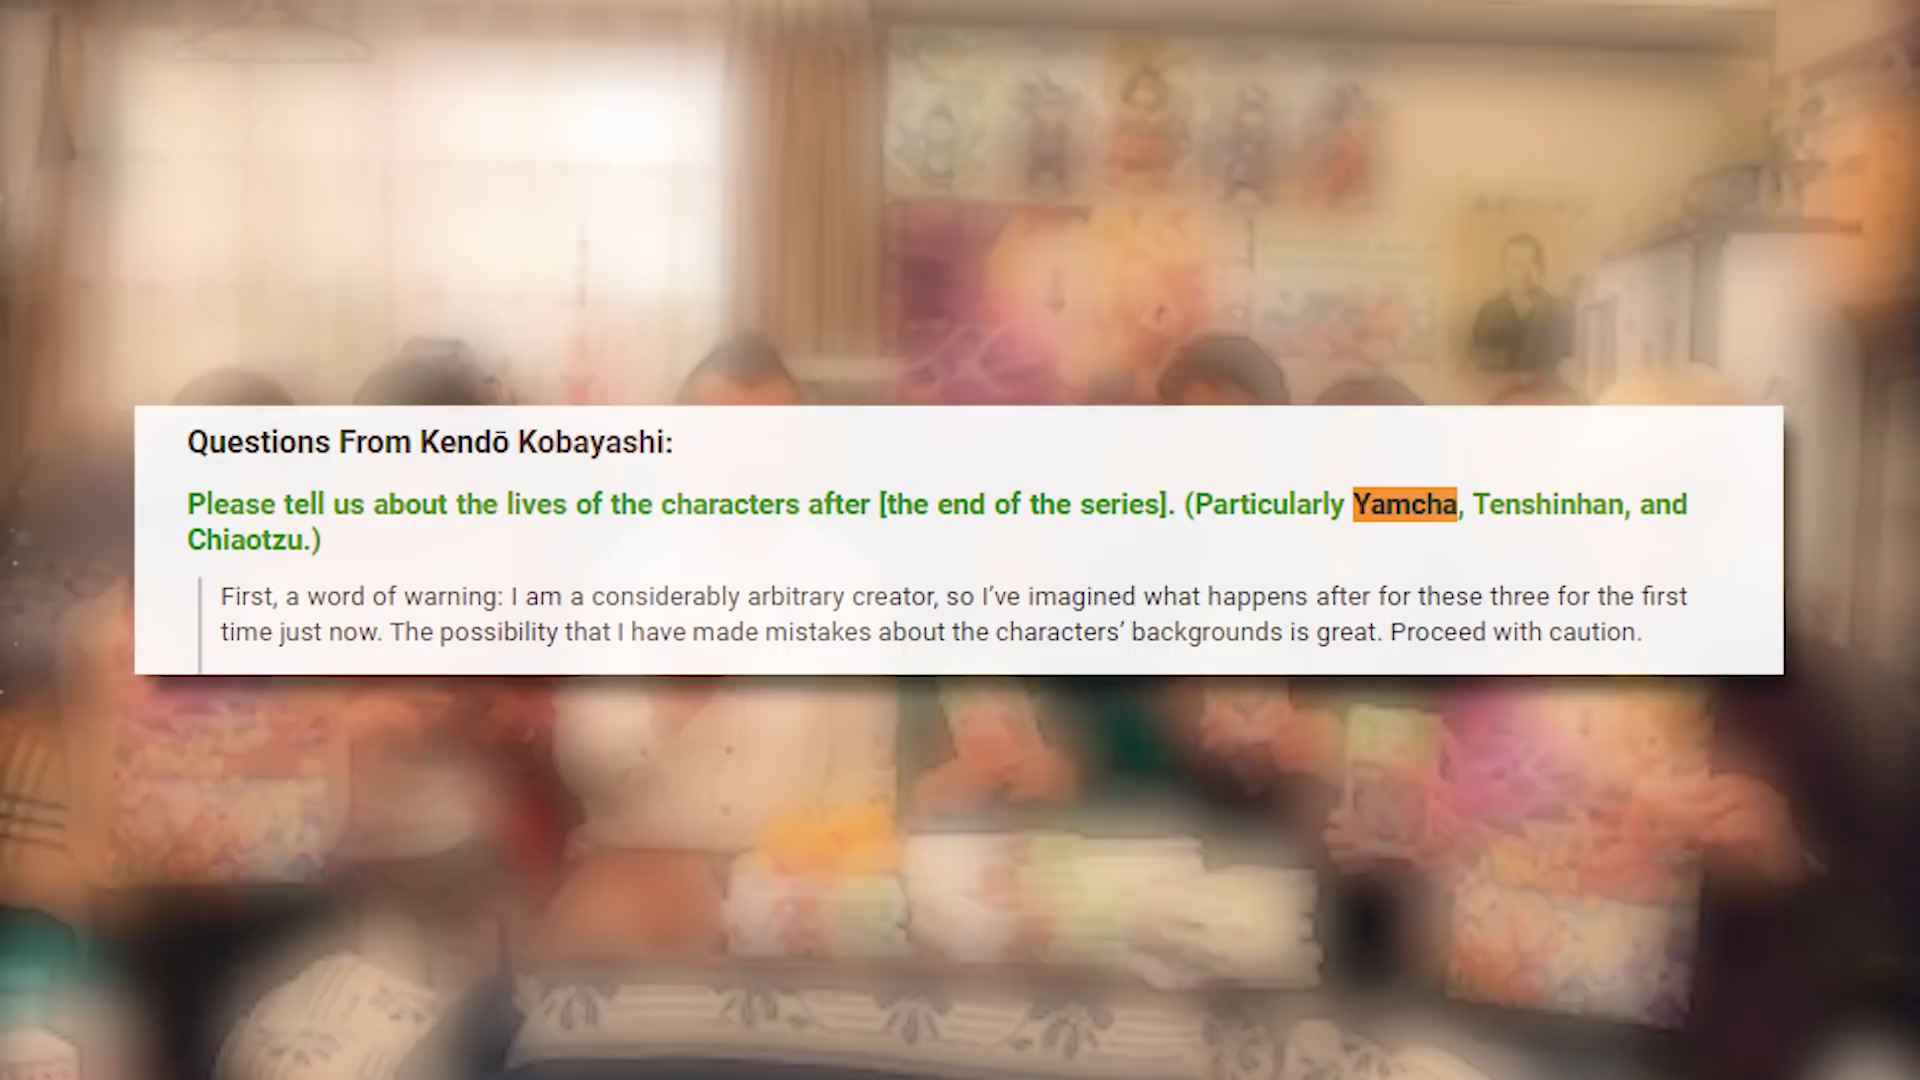 Questions From Kendō Kobayashi:
Please tell us about the lives of the characters after [the end of the series]. (Particularly Yamcha, Tenshinhan, and
Chiaotzu.)
First, a word of warning: I am a considerably arbitrary creator, so I’ve imagined what happens after for these three for the first
time just now. The possibility that I have made mistakes about the characters’ backgrounds is great. Proceed with caution.